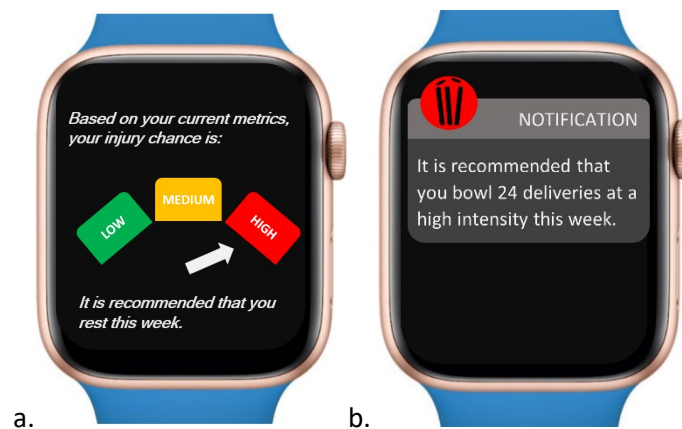 Based on your current metrics,
your injury chance is:
LOW
MEDIUM
HIGH
It is recommended that you
rest this week.
NOTIFICATION
It is recommended that
you bowl 24 deliveries at a
high intensity this week.
a.
b.